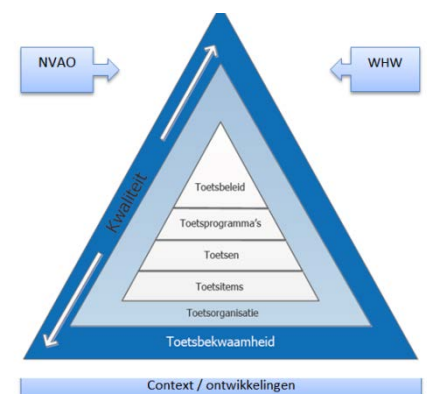 NVAO
WHW
Kwaliteit
Toetsbeleid
Toetsprogramma's
Toetsen
Toetsitems
Toetsorganisatie
Toetsbekwaamheid
Context / ontwikkelingen